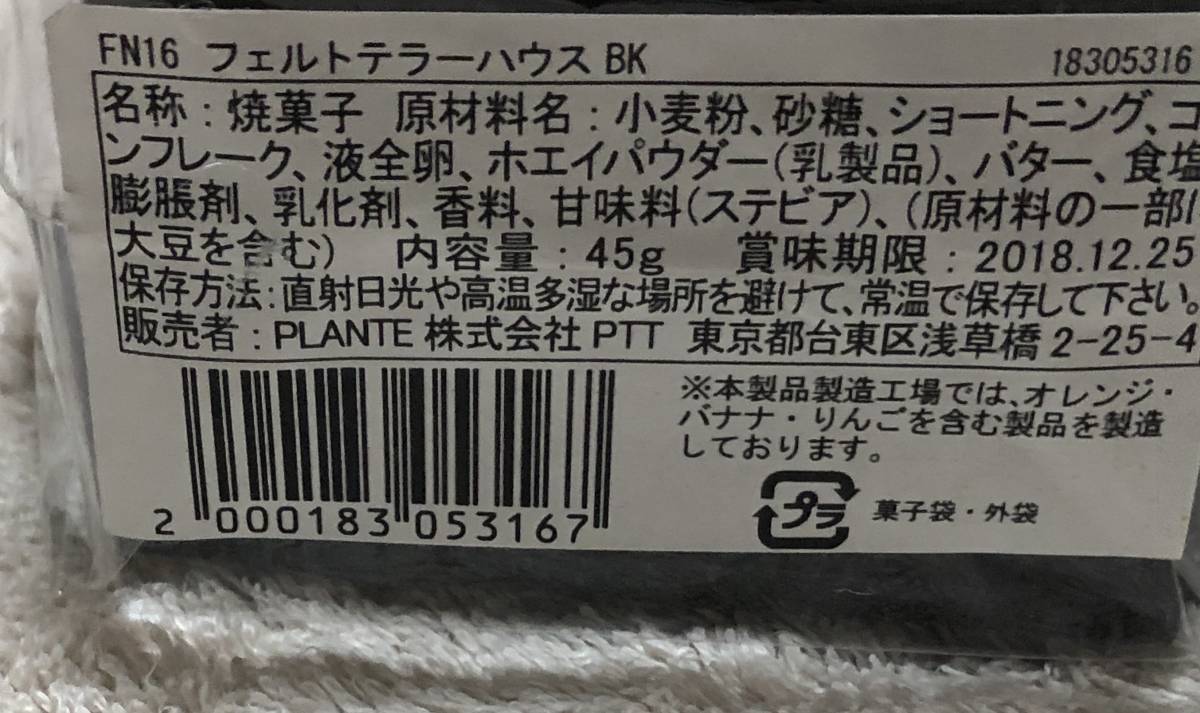 FN16 フェルトテラーハウス BK 18305316
名称：焼菓子 原材料名：小麦粉、砂糖、ショートニング、コ
ンフレーク、液全卵、ホエイパウダー（乳製品）、バター、食塩
膨脹剤、乳化剤、香料、甘味料（ステビア）、（原材料の一部に
大豆を含む） 内容量：45g 賞味期限：2018.12.25
保存方法：直射日光や高温多湿な場所を避けて、常温で保存して下さい。
販売者：PLANTE 株式会社 PTT 東京都台東区浅草橋 2-25-4
※本製品製造工場では、オレンジ・
バナナ・りんごを含む製品を製造
しております。
プラ 菓子袋・外袋
2 000183 053167